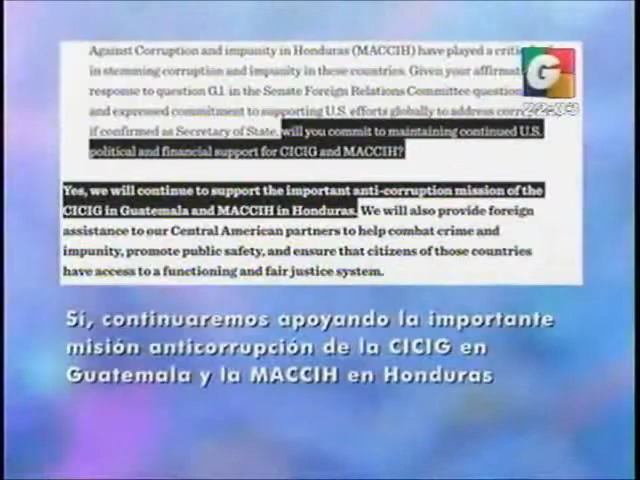 Against Corruption and impunity in Honduras (MACCIH) have played a
in stemming corruption and impunity in these countries. Given your
response to question G.1. in the Senate Foreign Relations Committee
and expressed commitment to supporting U.S. efforts globally to address
if confirmed as Secretary of State, will you commit to maintaining continued U.S.
political and financial support for CICIG and MACCIH?
Yes, we will continue to support the important anti-corruption mission of the
CICIG in Guatemala and MACCIH in Honduras. We will also provide foreign
assistance to our Central American partners to help combat crime and
impunity, promote public safety, and ensure that citizens of those countries
have access to a functioning and fair justice system.
G
Sí, continuaremos apoyando la importante
misión anticorrupción de la CICIG en
Guatemala y la MACCIH en Honduras